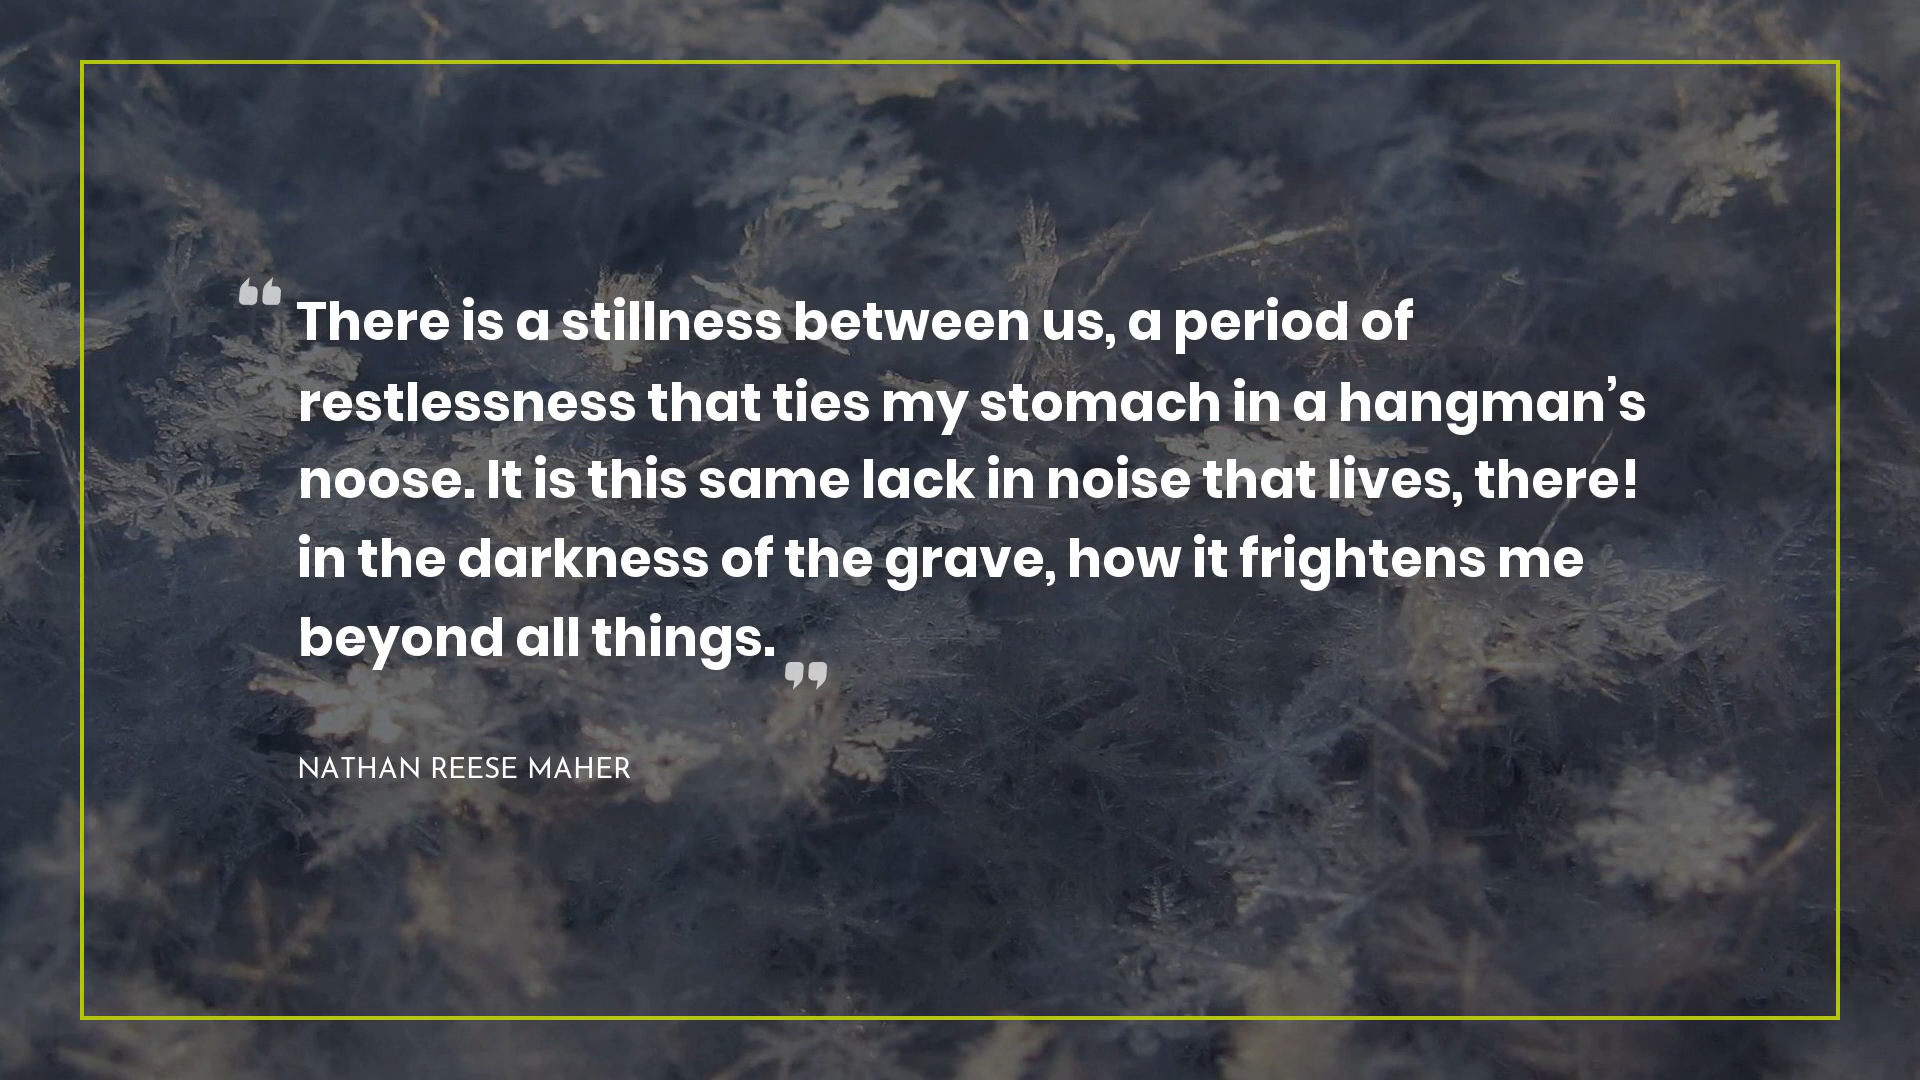 “ There is a stillness between us, a period of
restlessness that ties my stomach in a hangman’s
noose. It is this same lack in noise that lives, there!
in the darkness of the grave, how it frightens me
beyond all things. ”
NATHAN REESE MAHER